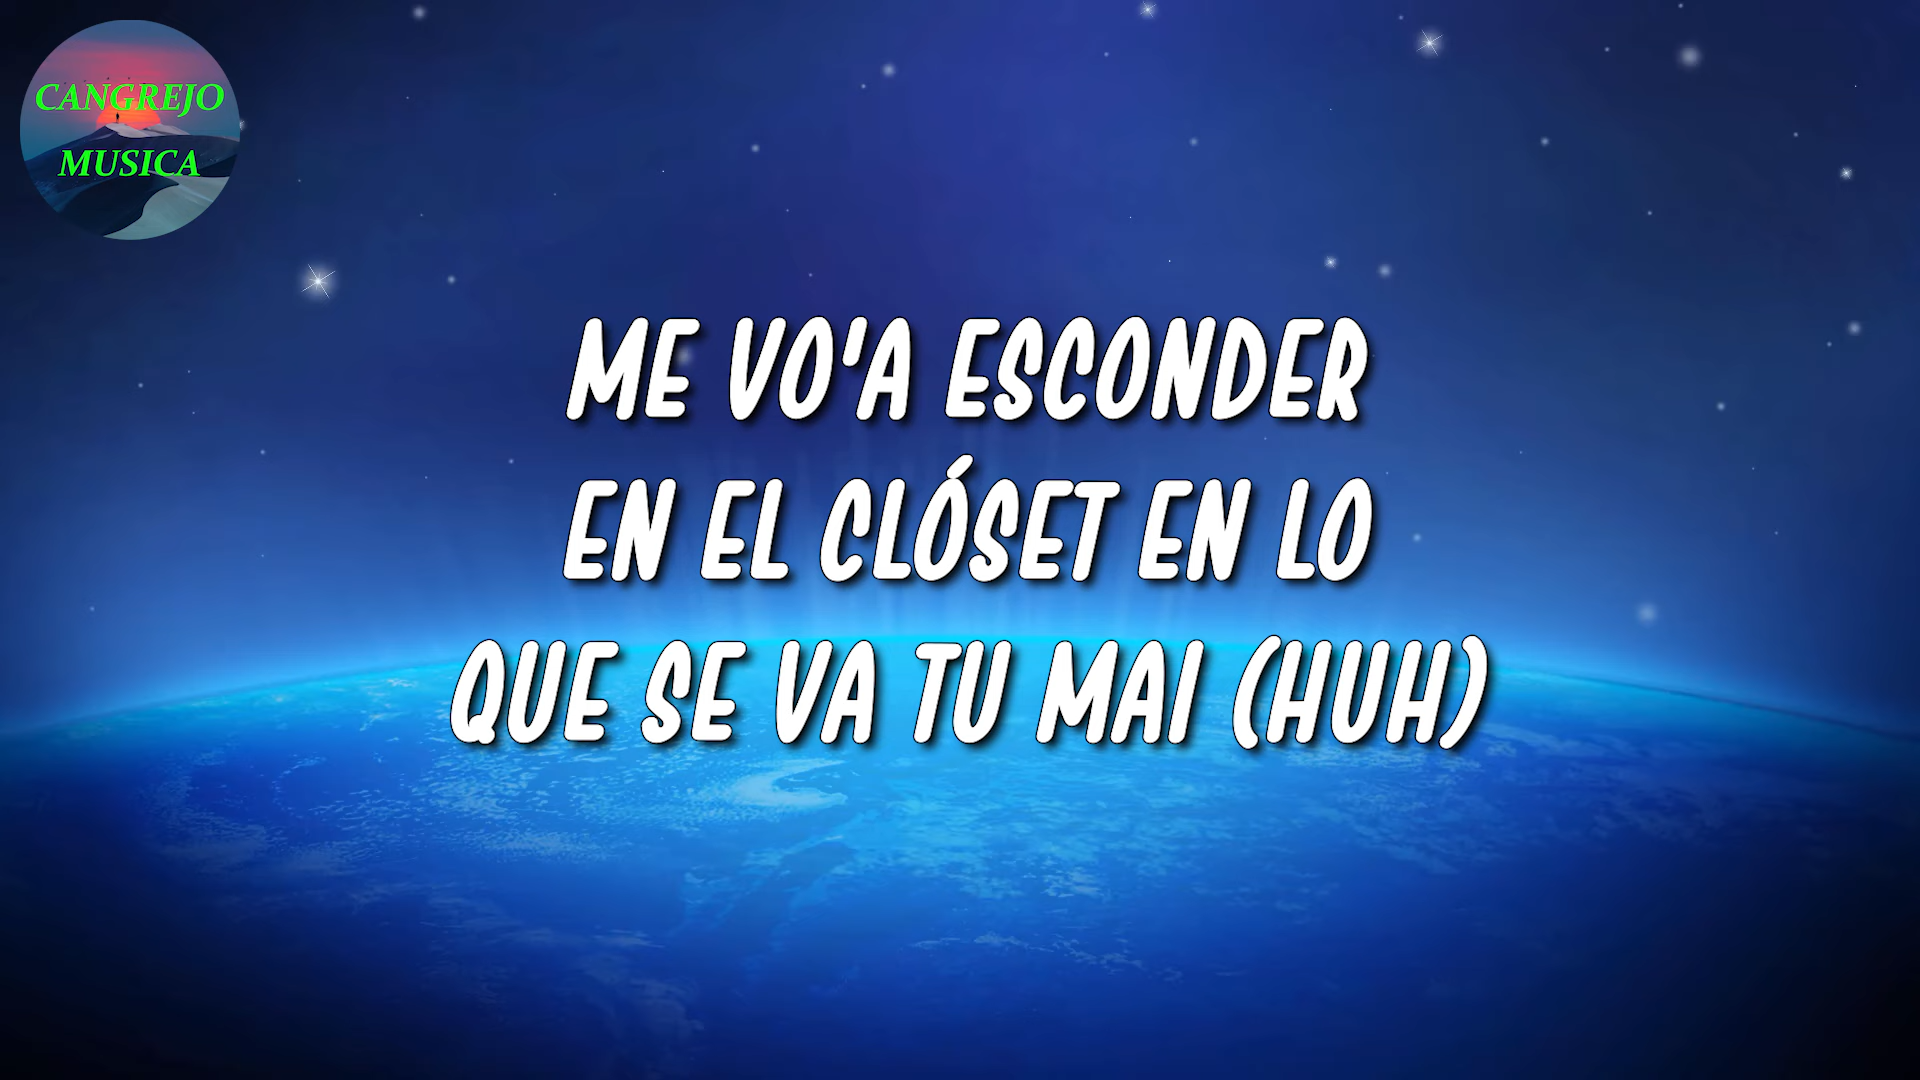 CANGREJO
MUSICA
ME VO'A ESCONDER
EN EL CLÓSET EN LO
QUE SE VA TU MAI (HUH)